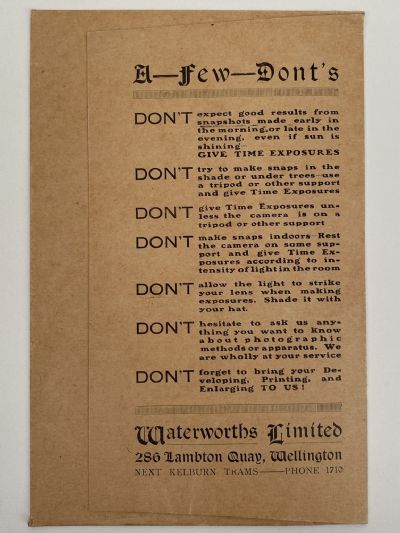 A—Few—Dont's
DON'T expect good results from
snapshots made early in
the morning, or late in the
evening, even if sun is
shining—
GIVE TIME EXPOSURES
DON'T try to make snaps in the
shade or under trees—use
a tripod or other support
and give Time Exposures
DON'T give Time Exposures un-
less the camera is on a
tripod or other support
DON'T make snaps indoors—Rest
the camera on some sup-
port and give Time Ex-
posures according to in-
tensity of light in the room
DON'T allow the light to strike
your lens when making
exposures. Shade it with
your hat.
DON'T hesitate to ask us any-
thing you want to know
about photographic
methods or apparatus. We
are wholly at your service
DON'T forget to bring your De-
veloping, Printing, and
Enlarging TO US!
Waterworths Limited
286 Lambton Quay, Wellington
NEXT KELBURN TRAMS——PHONE 1710